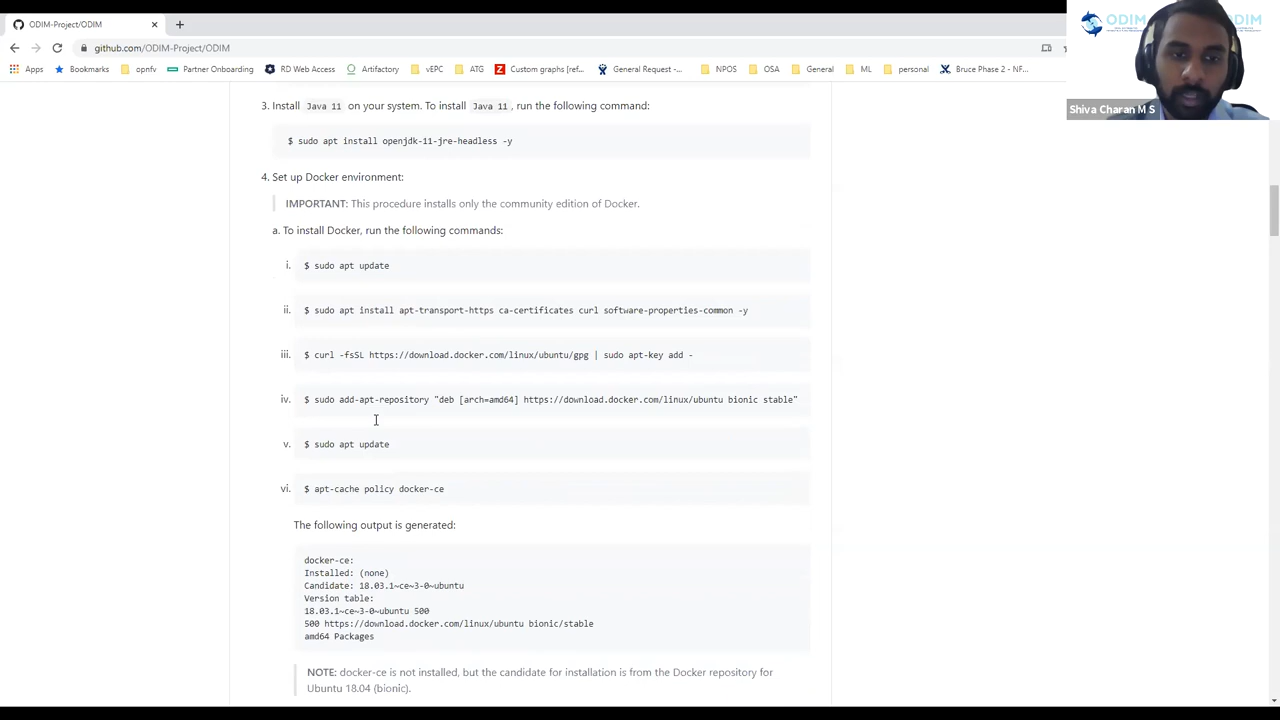 ODIM-Project/ODIM
github.com/ODIM-Project/ODIM
Apps Bookmarks opnfv Partner Onboarding RD Web Access Artifactory vEPC ATG Custom graphs [ref... General Request -... NPOS OSA General ML personal Bruce Phase 2 - NF...
ODIM
Shiva Charan M S
3. Install Java 11 on your system. To install Java 11, run the following command:
$ sudo apt install openjdk-11-jre-headless -y
4. Set up Docker environment:
IMPORTANT: This procedure installs only the community edition of Docker.
a. To install Docker, run the following commands:
i. $ sudo apt update
ii. $ sudo apt install apt-transport-https ca-certificates curl software-properties-common -y
iii. $ curl -fsSL https://download.docker.com/linux/ubuntu/gpg | sudo apt-key add -
iv. $ sudo add-apt-repository "deb [arch=amd64] https://download.docker.com/linux/ubuntu bionic stable"
v. $ sudo apt update
vi. $ apt-cache policy docker-ce
The following output is generated:
docker-ce:
Installed: (none)
Candidate: 18.03.1~ce~3-0~ubuntu
Version table:
18.03.1~ce~3-0~ubuntu 500
500 https://download.docker.com/linux/ubuntu bionic/stable
amd64 Packages
NOTE: docker-ce is not installed, but the candidate for installation is from the Docker repository for
Ubuntu 18.04 (bionic).